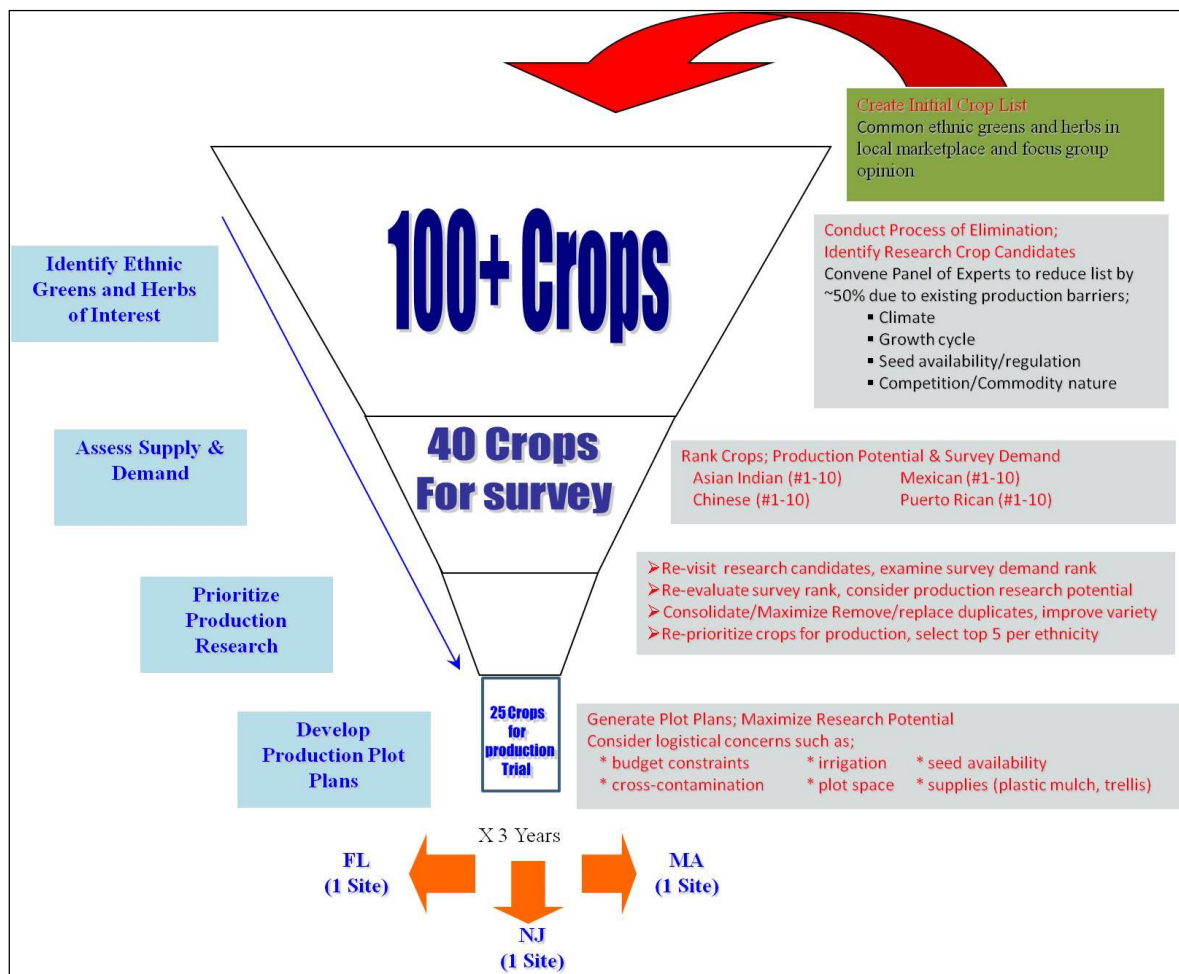 Create Initial Crop List
Common ethnic greens and herbs in
local marketplace and focus group
opinion
100+ Crops
Identify Ethnic
Greens and Herbs
of Interest
Conduct Process of Elimination;
Identify Research Crop Candidates
Convene Panel of Experts to reduce list by
~50% due to existing production barriers;
▪ Climate
▪ Growth cycle
▪ Seed availability/regulation
▪ Competition/Commodity nature
Assess Supply &
Demand
40 Crops
For survey
Rank Crops; Production Potential & Survey Demand
Asian Indian (#1-10) Mexican (#1-10)
Chinese (#1-10) Puerto Rican (#1-10)
Prioritize
Production
Research
➢Re-visit research candidates, examine survey demand rank
➢Re-evaluate survey rank, consider production research potential
➢Consolidate/Maximize Remove/replace duplicates, improve variety
➢Re-prioritize crops for production, select top 5 per ethnicity
Develop
Production Plot
Plans
25 Crops
for
production
Trial
Generate Plot Plans; Maximize Research Potential
Consider logistical concerns such as;
* budget constraints * irrigation * seed availability
* cross-contamination * plot space * supplies (plastic mulch, trellis)
X 3 Years
FL
(1 Site)
MA
(1 Site)
NJ
(1 Site)